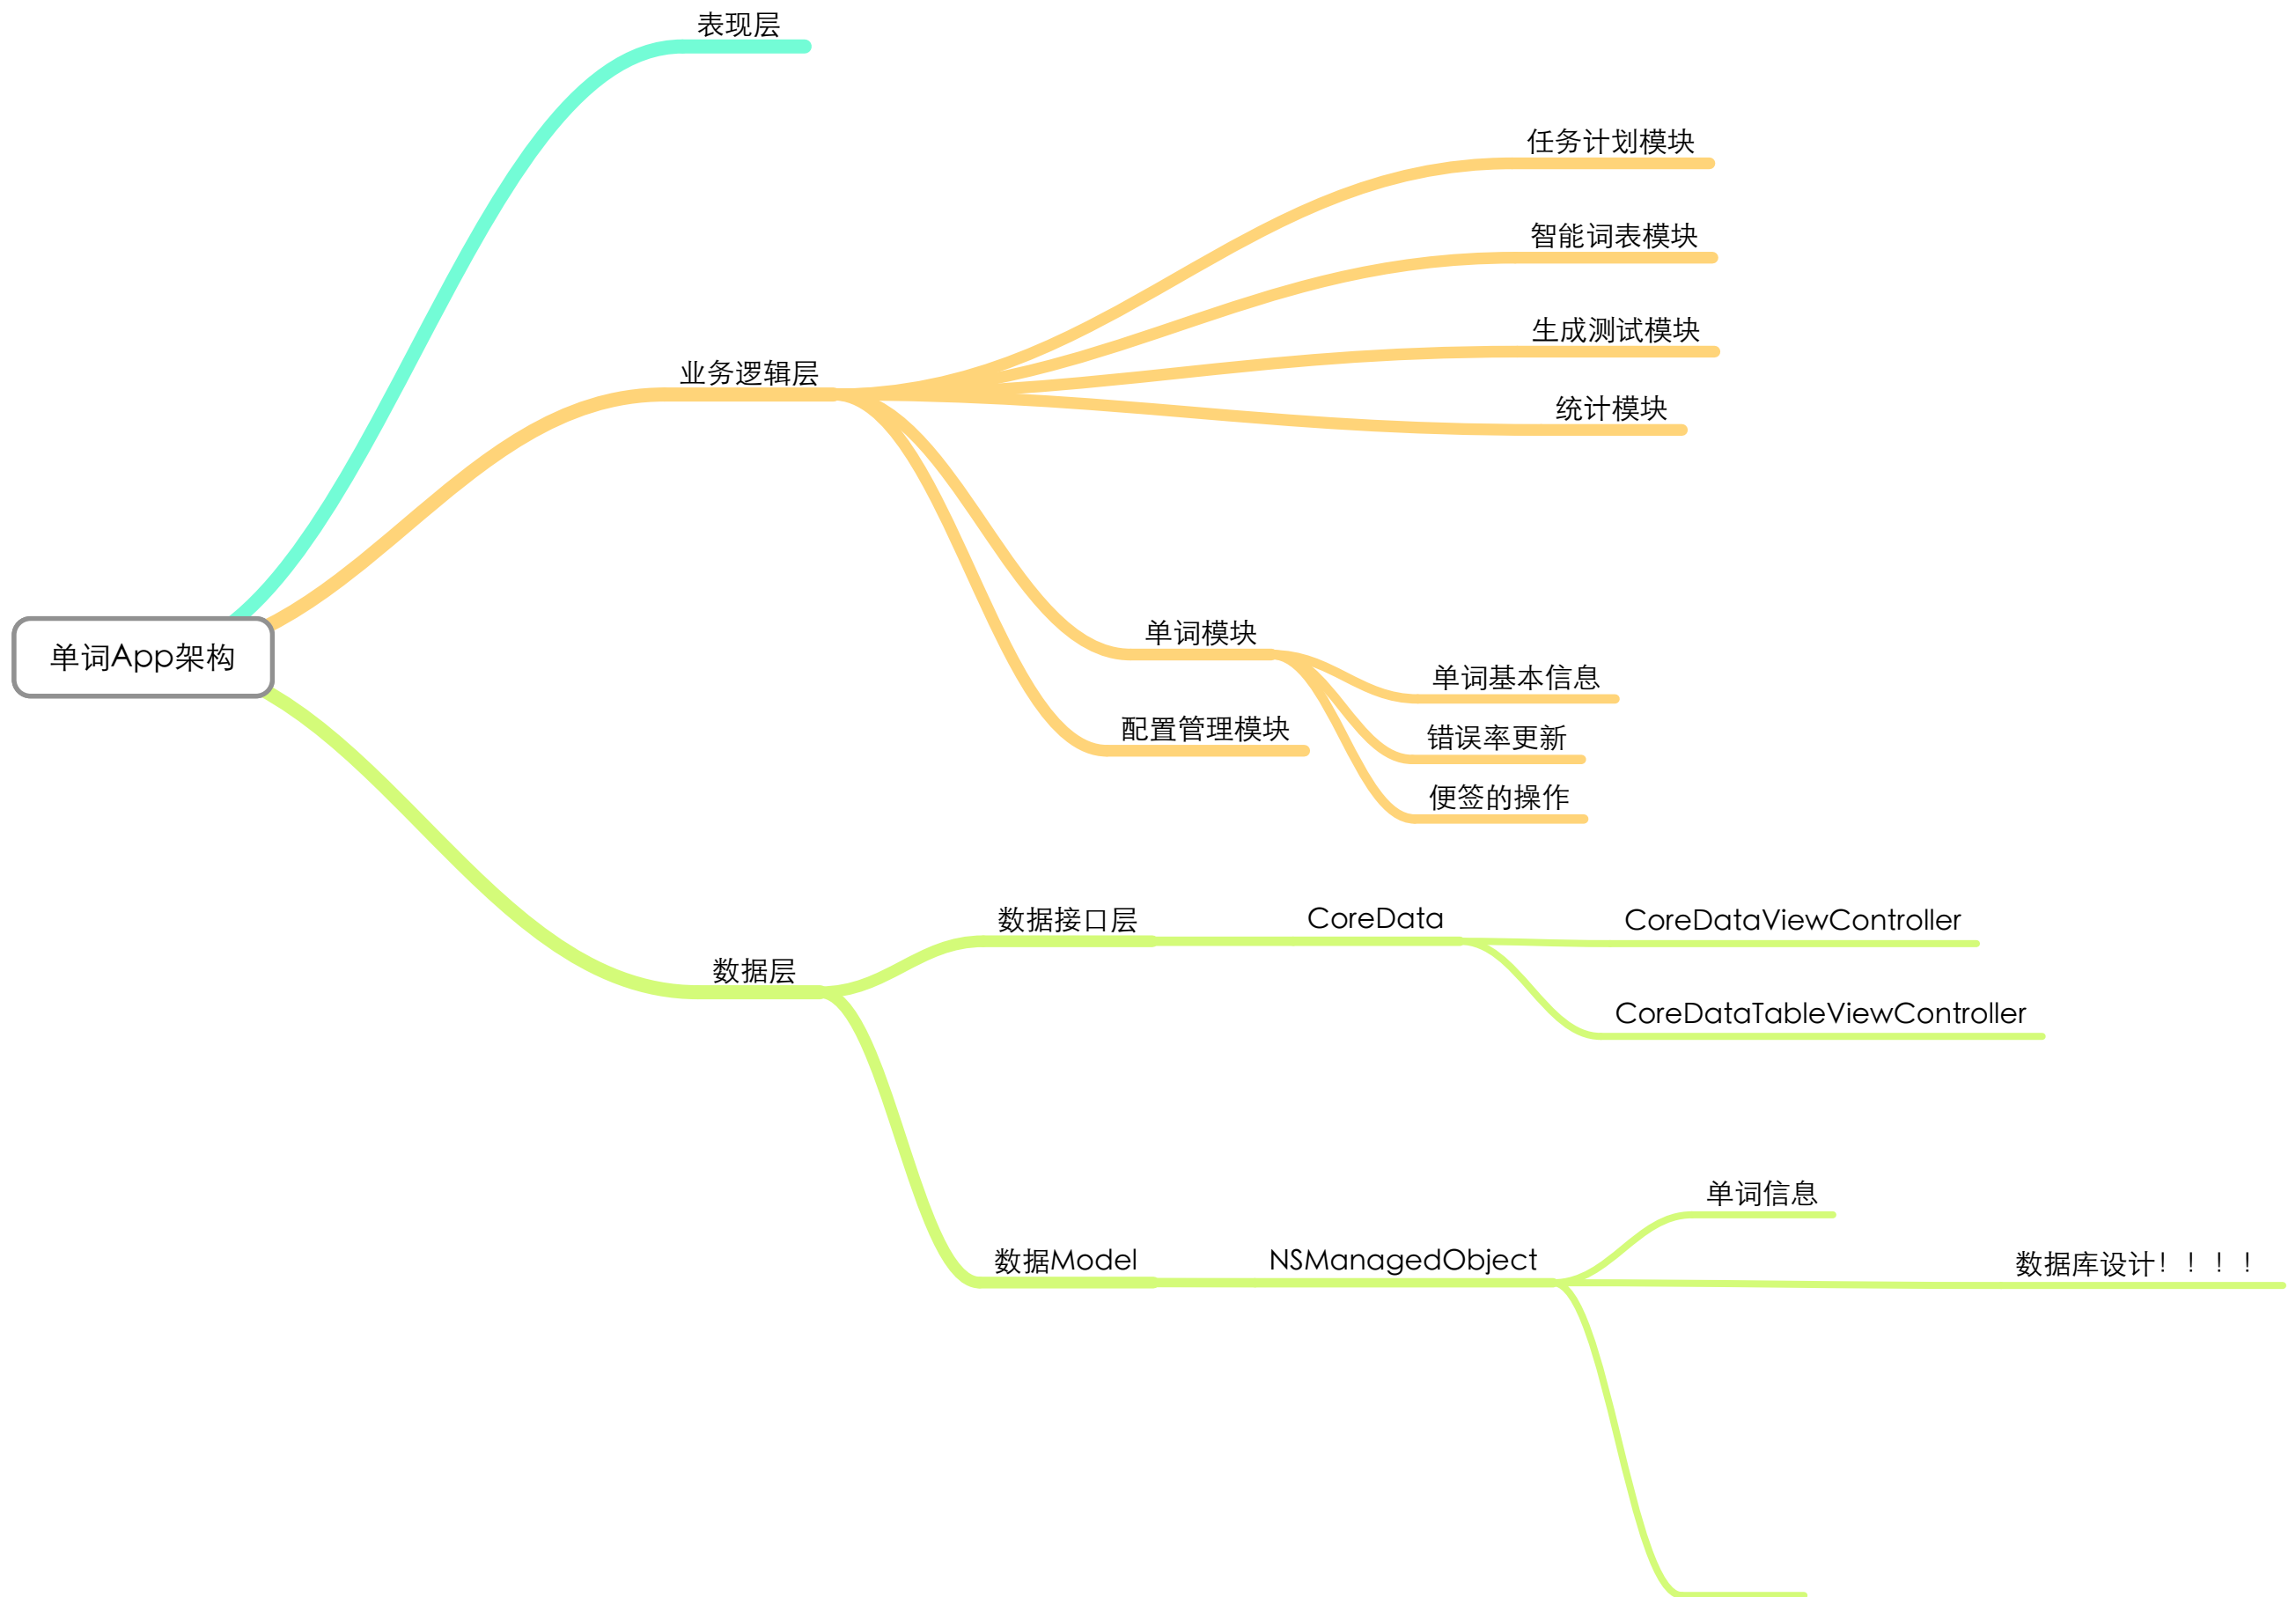 表现层
任务计划模块
智能词表模块
生成测试模块
业务逻辑层
统计模块
单词模块
单词App架构
单词基本信息
配置管理模块
错误率更新
便签的操作
数据接口层
CoreData
CoreDataViewController
数据层
CoreDataTableViewController
单词信息
数据Model
NSManagedObject
数据库设计！！！！